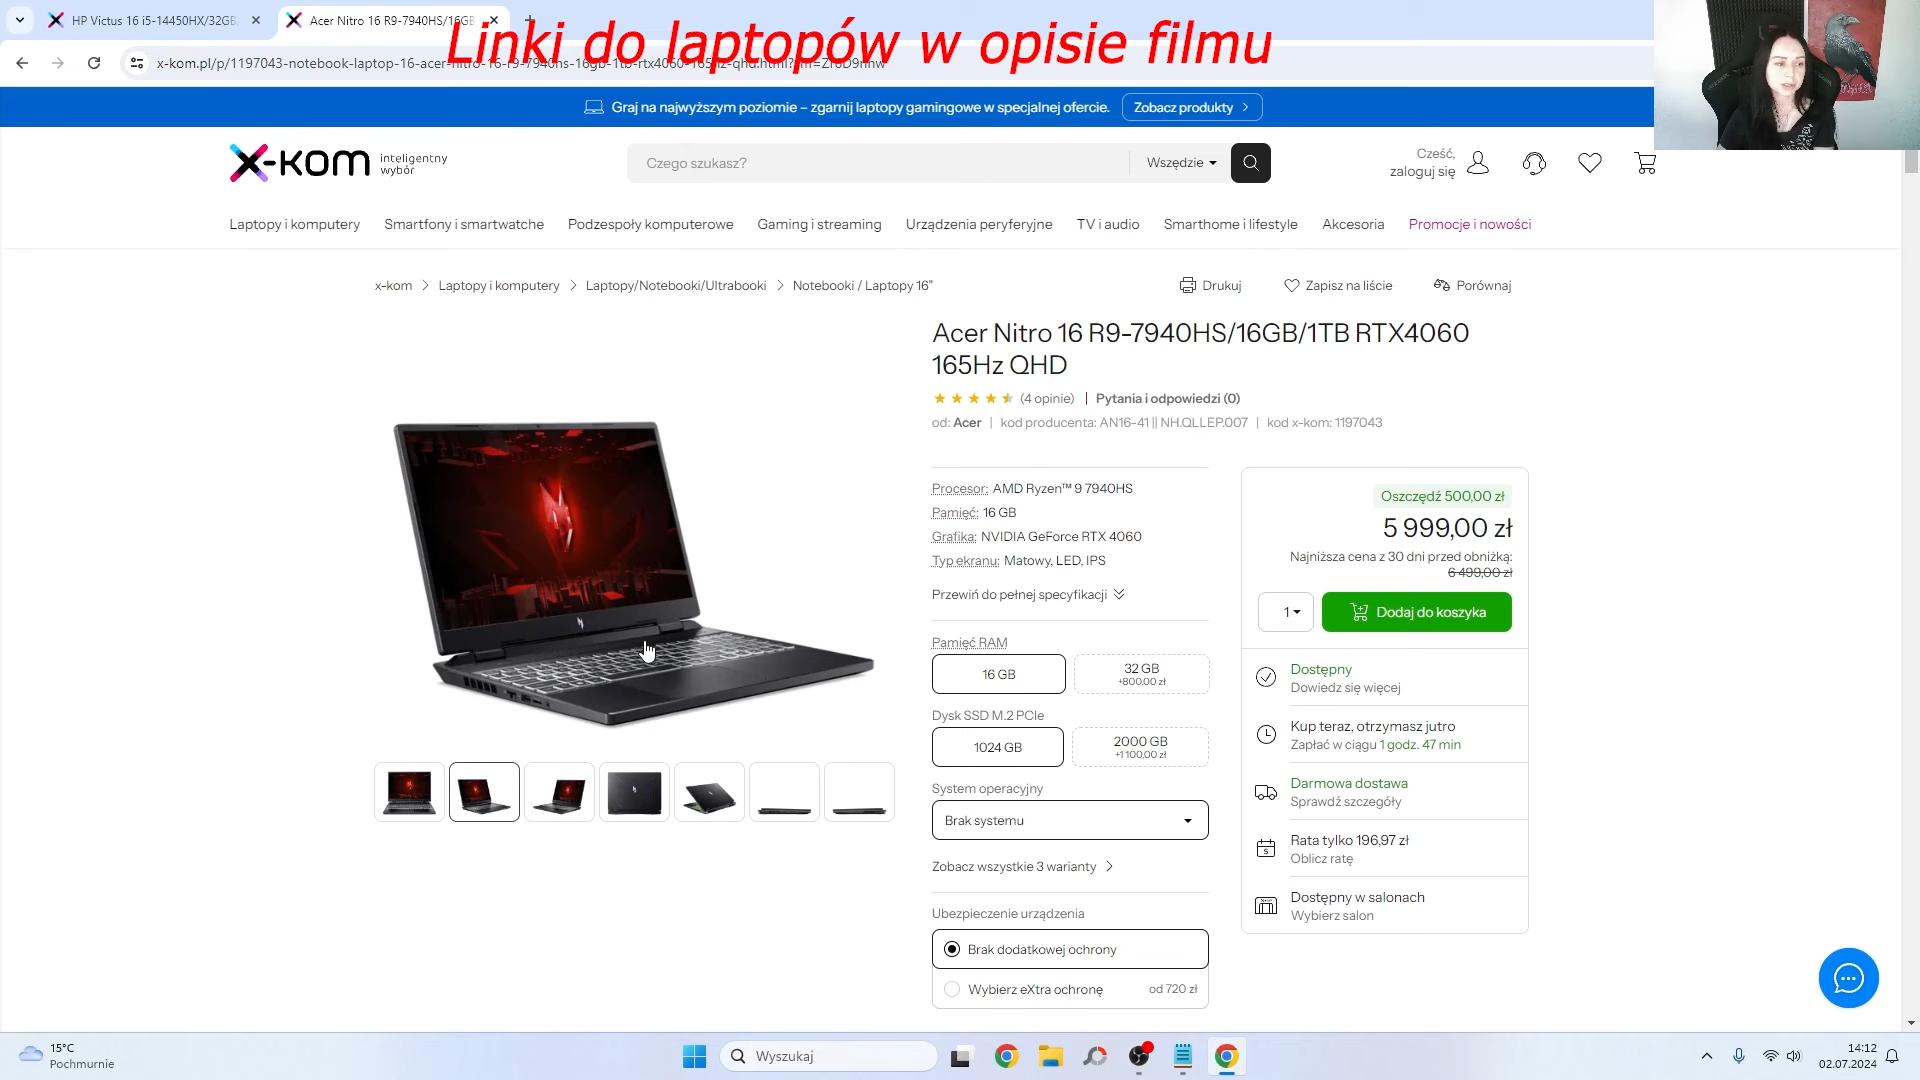 HP Victus 16 i5-14450HX/32GB
Acer Nitro 16 R9-7940HS/16GB
Linki do laptopów w opisie filmu
Graj na najwyższym poziomie – zgarnij laptopy gamingowe w specjalnej ofercie.
Zobacz produkty
x-kom inteligentny
wybór
Czego szukasz?
Wszędzie
Cześć,
zaloguj się
Laptopy i komputery
Smartfony i smartwatche
Podzespoły komputerowe
Gaming i streaming
Urządzenia peryferyjne
TV i audio
Smarthome i lifestyle
Akcesoria
Promocje i nowości
x-kom > Laptopy i komputery > Laptopy/Notebooki/Ultrabooki > Notebooki / Laptopy 16"
Drukuj
Zapisz na liście
Porównaj
Acer Nitro 16 R9-7940HS/16GB/1TB RTX4060
165Hz QHD
(4 opinie) | Pytania i odpowiedzi (0)
od: Acer | kod producenta: AN16-41 || NH.QLLEP.007 | kod x-kom: 1197043
Procesor: AMD Ryzen™ 9 7940HS
Pamięć: 16 GB
Grafika: NVIDIA GeForce RTX 4060
Typ ekranu: Matowy, LED, IPS
Przewiń do pełnej specyfikacji
Pamięć RAM
16 GB
32 GB
+800,00 zł
Dysk SSD M.2 PCIe
1024 GB
2000 GB
+1 100,00 zł
System operacyjny
Brak systemu
Zobacz wszystkie 3 warianty
Ubezpieczenie urządzenia
Brak dodatkowej ochrony
Wybierz eXtra ochronę
od 720 zł
Oszczędź 500,00 zł
5 999,00 zł
Najniższa cena z 30 dni przed obniżką:
6 499,00 zł
1
Dodaj do koszyka
Dostępny
Dowiedz się więcej
Kup teraz, otrzymasz jutro
Zapłać w ciągu 1 godz. 47 min
Darmowa dostawa
Sprawdź szczegóły
Rata tylko 196,97 zł
Oblicz ratę
Dostępny w salonach
Wybierz salon
15°C
Pochmurnie
Wyszukaj
14:12
02.07.2024